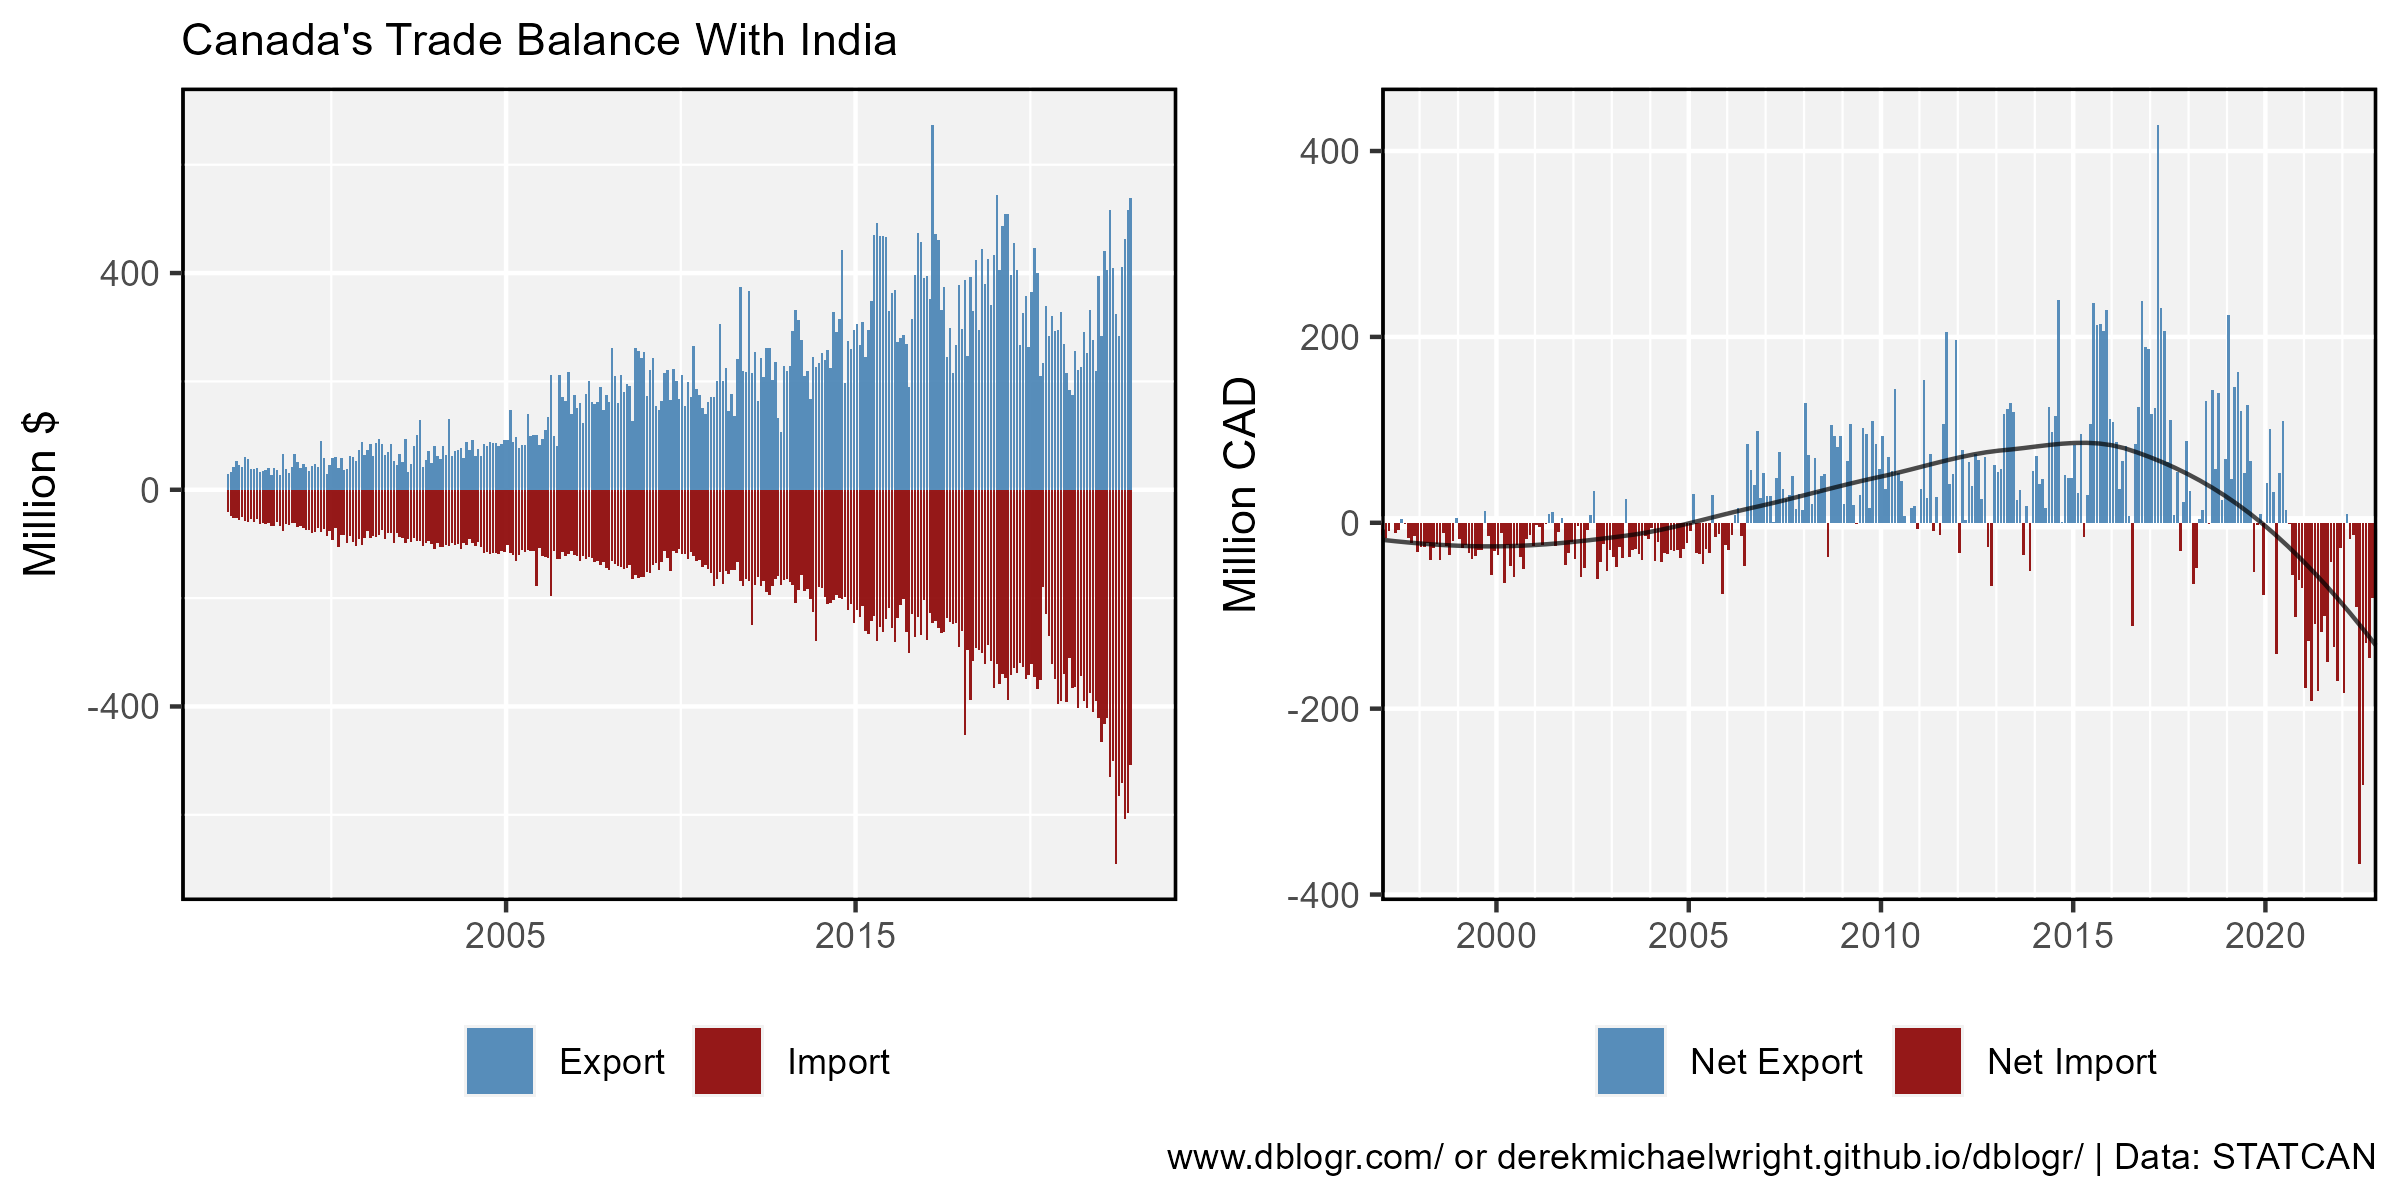 Canada's Trade Balance With India
Million $
400
0
-400
2005 2015
Export Import
Million CAD
400
200
0
-200
-400
2000 2005 2010 2015 2020
Net Export Net Import
www.dblogr.com/ or derekmichaelwright.github.io/dblogr/ | Data: STATCAN